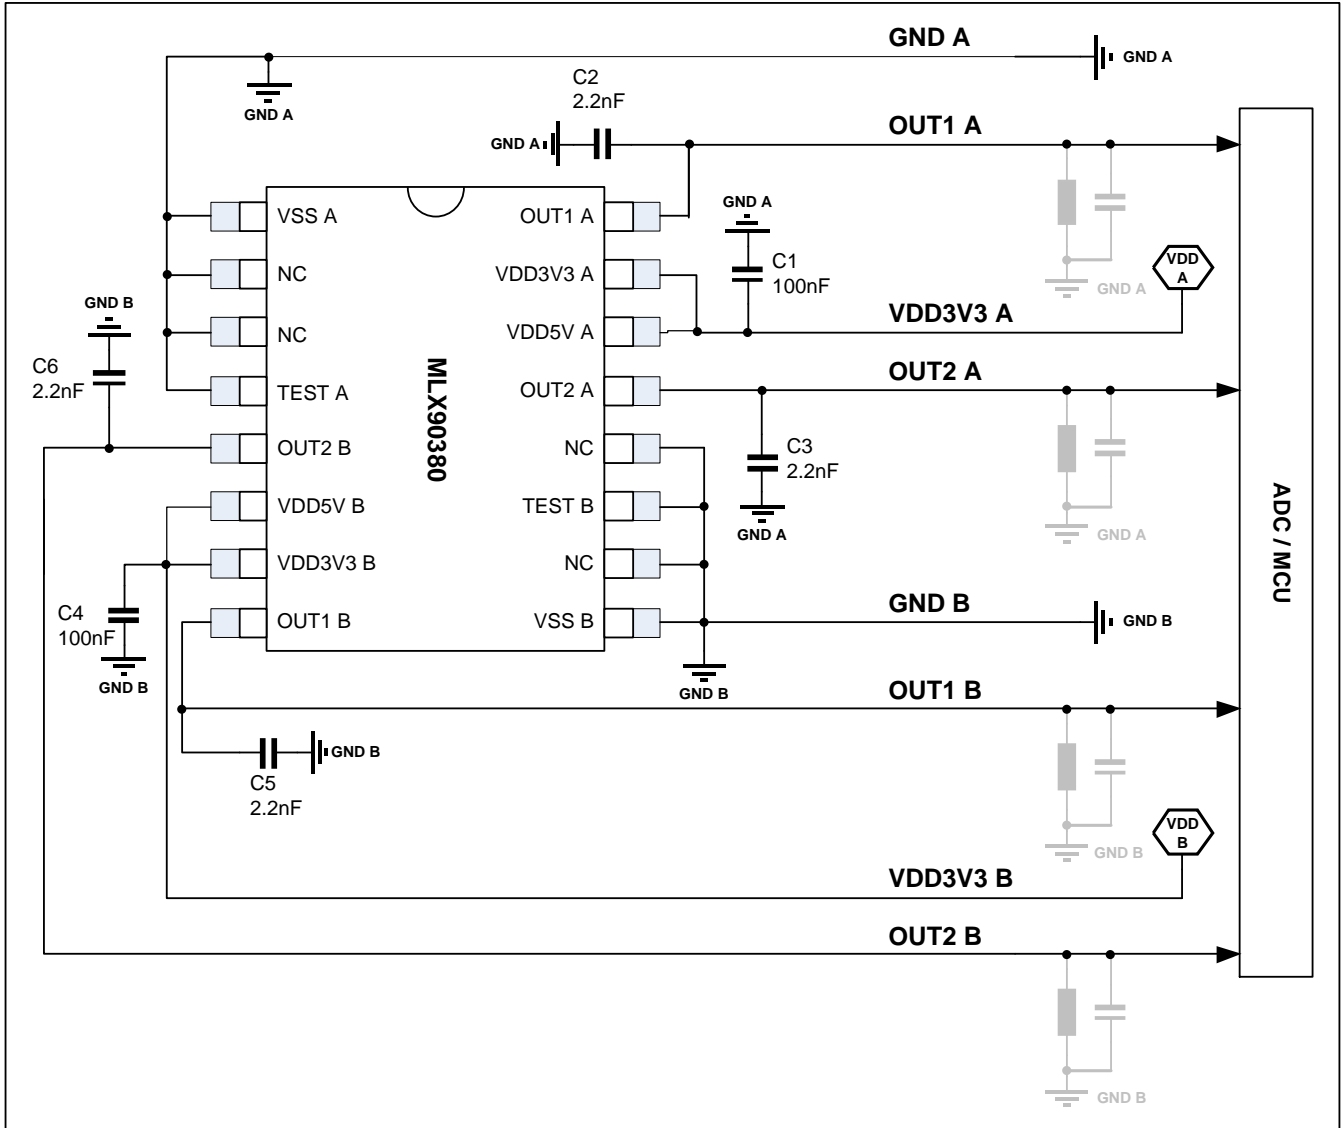 GND A
GND A
GND A
C2
2.2nF
GND A
OUT1 A
VSS A
OUT1 A
GND A
NC
VDD3V3 A
C1
100nF
VDD
A
GND A
GND B
NC
VDD5V A
VDD3V3 A
C6
2.2nF
TEST A
OUT2 A
OUT2 A
MLX90380
OUT2 B
NC
C3
2.2nF
VDD5V B
TEST B
GND A
GND A
ADC / MCU
VDD3V3 B
NC
C4
100nF
OUT1 B
VSS B
GND B
GND B
GND B
GND B
OUT1 B
GND B
C5
2.2nF
VDD
B
GND B
VDD3V3 B
OUT2 B
GND B